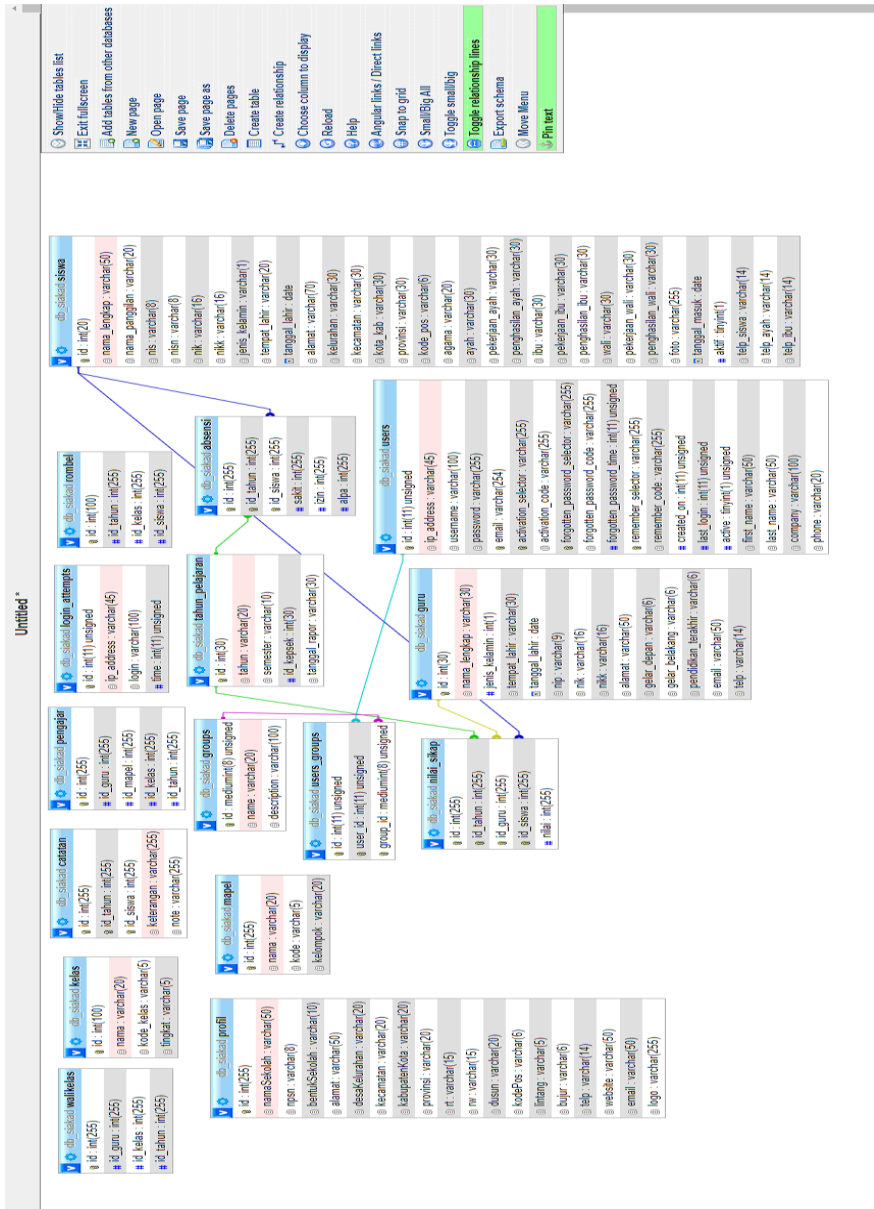 Untitled *
Show/Hide tables list
Exit fullscreen
Add tables from other databases
New page
Open page
Save page
Save page as
Delete pages
Create table
Create relationship
Choose column to display
Reload
Help
Angular links / Direct links
Snap to grid
Small/Big All
Toggle small/big
Toggle relationship lines
Export schema
Move Menu
Pin text
db_siakad walikelas
id : int(255)
id_guru : int(255)
id_kelas : int(255)
id_tahun : int(255)
db_siakad kelas
id : int(100)
nama : varchar(20)
kode_kelas : varchar(5)
tingkat : varchar(5)
db_siakad catatan
id : int(255)
id_tahun : int(255)
id_siswa : int(255)
keterangan : varchar(255)
note : varchar(255)
db_siakad pengajar
id : int(255)
id_guru : int(255)
id_mapel : int(255)
id_kelas : int(255)
id_tahun : int(255)
db_siakad login_attempts
id : int(11) unsigned
ip_address : varchar(45)
login : varchar(100)
time : int(11) unsigned
db_siakad rombel
id : int(100)
id_tahun : int(255)
id_kelas : int(255)
id_siswa : int(255)
db_siakad siswa
id : int(20)
nama_lengkap : varchar(50)
nama_panggilan : varchar(20)
nis : varchar(8)
nisn : varchar(8)
nik : varchar(16)
nikk : varchar(16)
jenis_kelamin : varchar(1)
tempat_lahir : varchar(20)
tanggal_lahir : date
alamat : varchar(70)
kelurahan : varchar(30)
kecamatan : varchar(30)
kota_kab : varchar(30)
provinsi : varchar(30)
kode_pos : varchar(6)
agama : varchar(20)
ayah : varchar(30)
pekerjaan_ayah : varchar(30)
penghasilan_ayah : varchar(30)
ibu : varchar(30)
pekerjaan_ibu : varchar(30)
penghasilan_ibu : varchar(30)
wali : varchar(30)
pekerjaan_wali : varchar(30)
penghasilan_wali : varchar(30)
foto : varchar(255)
tanggal_masuk : date
aktif : tinyint(1)
telp_siswa : varchar(14)
telp_ayah : varchar(14)
telp_ibu : varchar(14)
db_siakad profil
id : int(255)
namaSekolah : varchar(50)
npsn : varchar(8)
bentukSekolah : varchar(10)
alamat : varchar(50)
desaKelurahan : varchar(20)
kecamatan : varchar(20)
kabupatenKota : varchar(20)
provinsi : varchar(20)
rt : varchar(15)
rw : varchar(15)
dusun : varchar(20)
kodePos : varchar(6)
lintang : varchar(5)
bujur : varchar(6)
telp : varchar(14)
website : varchar(50)
email : varchar(50)
logo : varchar(255)
db_siakad mapel
id : int(255)
nama : varchar(20)
kode : varchar(5)
kelompok : varchar(20)
db_siakad groups
id : mediumint(8) unsigned
name : varchar(20)
description : varchar(100)
db_siakad tahun_pelajaran
id : int(30)
tahun : varchar(20)
semester : varchar(10)
id_kepsek : int(30)
tanggal_rapor : varchar(30)
db_siakad absensi
id : int(255)
id_tahun : int(255)
id_siswa : int(255)
sakit : int(255)
izin : int(255)
alpa : int(255)
db_siakad users_groups
id : int(11) unsigned
user_id : int(11) unsigned
group_id : mediumint(8) unsigned
db_siakad users
id : int(11) unsigned
ip_address : varchar(45)
username : varchar(100)
password : varchar(255)
email : varchar(254)
activation_selector : varchar(255)
activation_code : varchar(255)
forgotten_password_selector : varchar(255)
forgotten_password_code : varchar(255)
forgotten_password_time : int(11) unsigned
remember_selector : varchar(255)
remember_code : varchar(255)
created_on : int(11) unsigned
last_login : int(11) unsigned
active : tinyint(1) unsigned
first_name : varchar(50)
last_name : varchar(50)
company : varchar(100)
phone : varchar(20)
db_siakad nilai_sikap
id : int(255)
id_tahun : int(255)
id_guru : int(255)
id_siswa : int(255)
nilai : int(255)
db_siakad guru
id : int(30)
nama_lengkap : varchar(30)
jenis_kelamin : int(1)
tempat_lahir : varchar(30)
tanggal_lahir : date
nip : varchar(9)
nik : varchar(16)
nikk : varchar(16)
alamat : varchar(50)
gelar_depan : varchar(6)
gelar_belakang : varchar(6)
pendidikan_terakhir : varchar(6)
email : varchar(50)
telp : varchar(14)